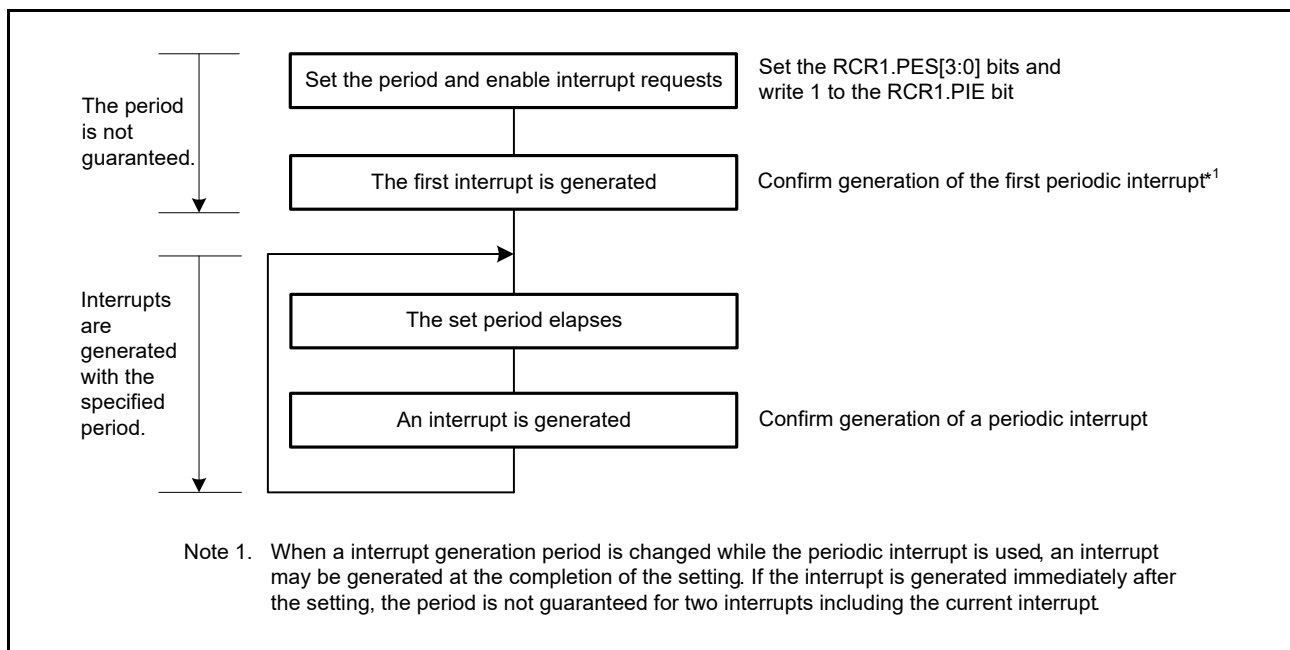 Set the period and enable interrupt requests
Set the RCR1.PES[3:0] bits and
write 1 to the RCR1.PIE bit
The period
is not
guaranteed.
The first interrupt is generated
Confirm generation of the first periodic interrupt*1
Interrupts
are
generated
with the
specified
period.
The set period elapses
An interrupt is generated
Confirm generation of a periodic interrupt
Note 1. When a interrupt generation period is changed while the periodic interrupt is used, an interrupt
may be generated at the completion of the setting. If the interrupt is generated immediately after
the setting, the period is not guaranteed for two interrupts including the current interrupt.